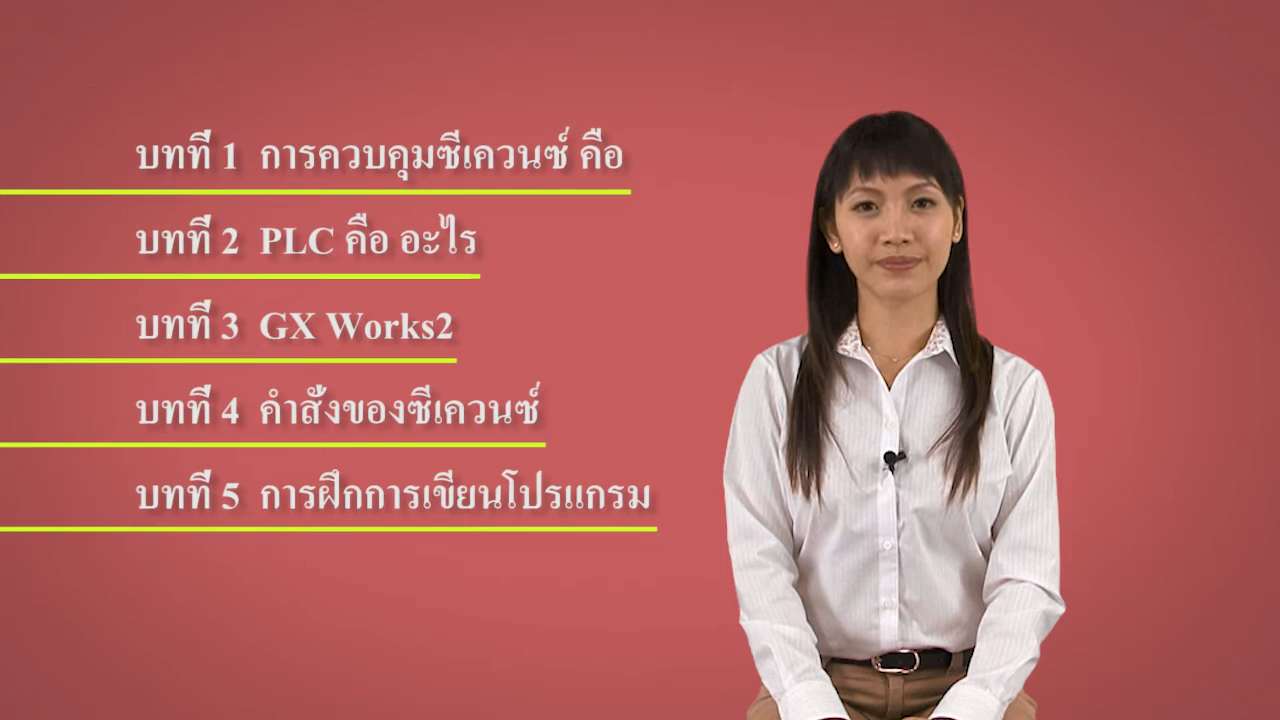 บทที่ 1 การควบคุมซีเควนซ์ คือ
บทที่ 2 PLC คือ อะไร
บทที่ 3 GX Works2
บทที่ 4 คำสั่งของซีเควนซ์
บทที่ 5 การฝึกการเขียนโปรแกรม